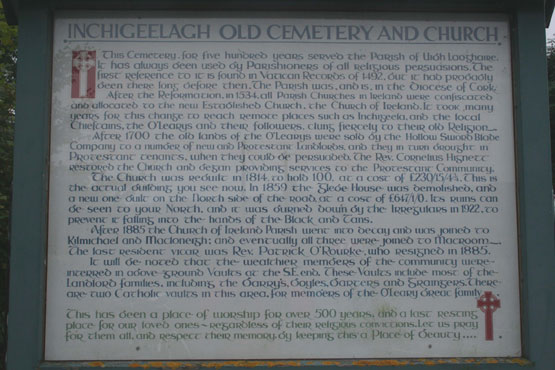 INCHIGEELAGH OLD CEMETERY AND CHURCH
This Cemetery, for five hundred years served the Parish of Uibh Laoghaire.
It has always been used by Parishioners of all religious persuasions. The
first reference to it is found in Vatican Records of 1492, but it had probably
been there long before then. The Parish was, and is, in the Diocese of Cork.
After the Reformation, in 1534, all Parish Churches in Ireland were confiscated
and allocated to the new Established Church, the Church of Ireland. It took many
years for this change to reach remote places such as Inchigeela, and the local
Chieftains, the O'Learys and their followers, clung fiercely to their old Religion
After 1700 the old lands of the O'Learys were sold by the Hollow Sword Blade
Company to a number of new and Protestant Landlords, and they in turn brought in
Protestant tenants, when they could be persuaded. The Rev. Cornelius Hignett
restored the Church and began providing services to the Protestant Community.
The Church was rebuilt in 1814, to hold 100, at a cost of £230/15/4½. This is
the actual building you see now. In 1859 the Glebe House was demolished, and
a new one built on the North side of the road, at a cost of £647/1/0. Its ruins can
be seen to your North, and it was burned down by the Irregulars in 1922, to
prevent it falling into the hands of the Black and Tans.
After 1885 the Church of Ireland Parish went into decay and was joined to
Kilmichael and Macloneigh; and eventually all three were joined to Macroom
The last resident vicar was Rev. Patrick O'Rourke, who resigned in 1885.
It will be noted that the wealthier members of the community were
interred in above-ground Vaults at the S.E. end. These Vaults include most of the
Landlord families, including, the Barrys, Boyles, Barters and Graingers. There
are two Catholic vaults in this area, for members of the O'Leary Great family
This has been a place of worship for over 500 years, and a last resting
place for our loved ones ~ regardless of their religious convictions. Let us pray
for them all, and respect their memory by keeping this a Place of Beauty ....